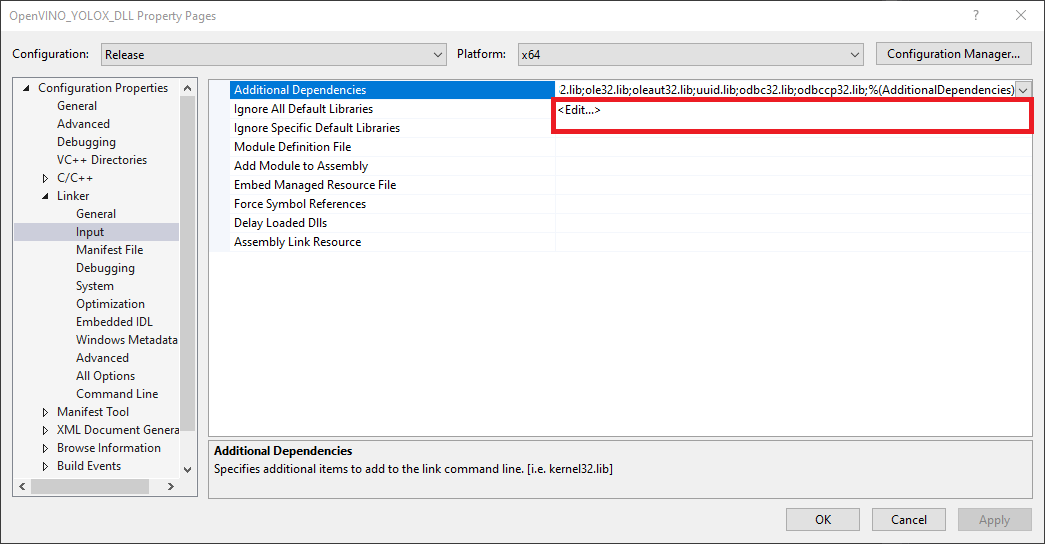 OpenVINO_YOLOX_DLL Property Pages
Configuration: Release Platform: x64 Configuration Manager...
Configuration Properties
General
Advanced
Debugging
VC++ Directories
C/C++
Linker
General
Input
Manifest File
Debugging
System
Optimization
Embedded IDL
Windows Metadata
Advanced
All Options
Command Line
Manifest Tool
XML Document Genera
Browse Information
Build Events
Additional Dependencies 2.lib;ole32.lib;oleaut32.lib;uuid.lib;odbc32.lib;odbccp32.lib;%(AdditionalDependencies)
Ignore All Default Libraries <Edit...>
Ignore Specific Default Libraries
Module Definition File
Add Module to Assembly
Embed Managed Resource File
Force Symbol References
Delay Loaded Dlls
Assembly Link Resource
Additional Dependencies
Specifies additional items to add to the link command line. [i.e. kernel32.lib]
OK Cancel Apply